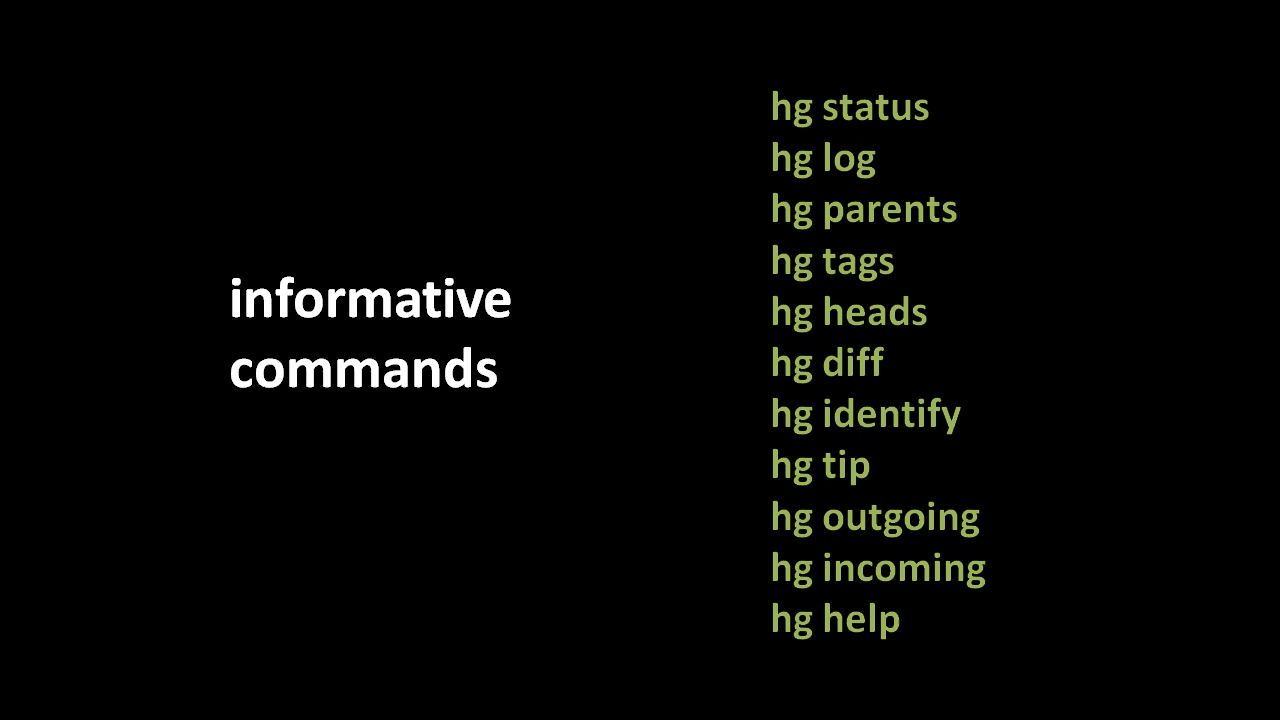 informative
commands
hg status
hg log
hg parents
hg tags
hg heads
hg diff
hg identify
hg tip
hg outgoing
hg incoming
hg help